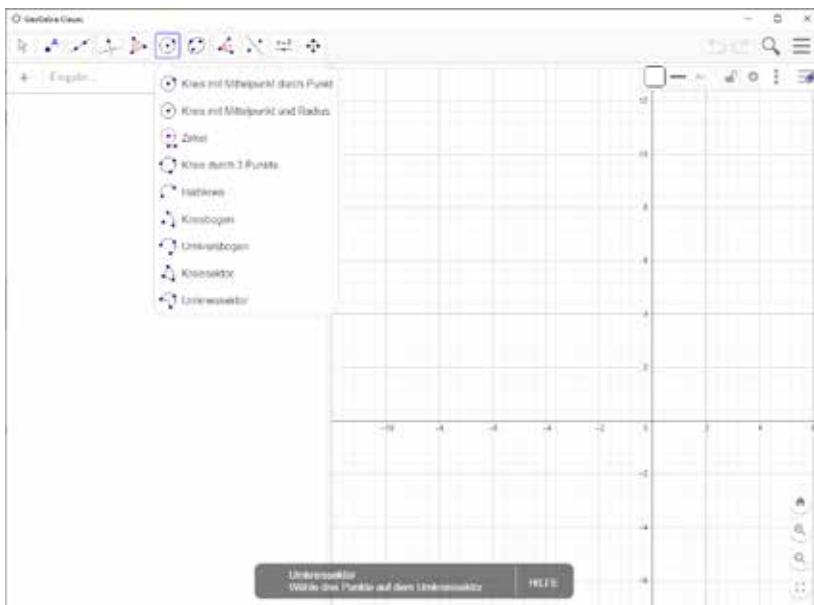 GeoGebra Classic
Eingabe...
Kreis mit Mittelpunkt durch Punkt
Kreis mit Mittelpunkt und Radius
Zirkel
Kreis durch 3 Punkte
Halbkreis
Kreisbogen
Umkreisbogen
Kreissektor
Umkreissektor
12
10
8
6
4
2
-10
-8
-6
-4
-2
0
2
4
6
-2
-4
-6
Umkreissektor
Wähle drei Punkte auf dem Umkreissektor
HILFE